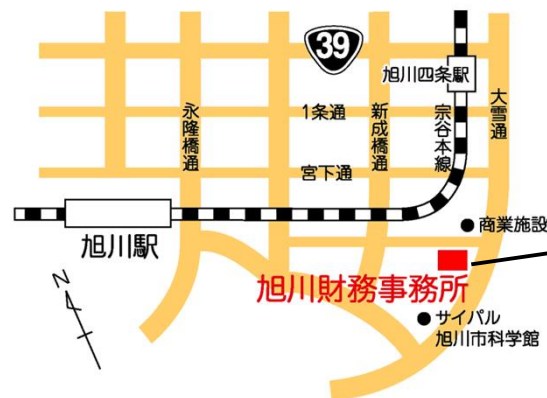 39
旭川四条駅
永隆橋通
1条通
新成橋通
宗谷本線
大雪通
宮下通
商業施設
旭川駅
旭川財務事務所
サイパル
旭川市科学館
N